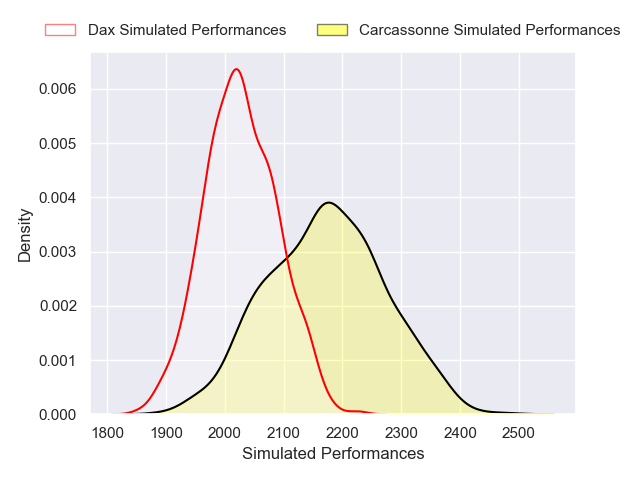 Dax Simulated Performances Carcassonne Simulated Performances
0.006
0.005
0.004
0.003
0.002
0.001
0.000
Density
1800 1900 2000 2100 2200 2300 2400 2500
Simulated Performances